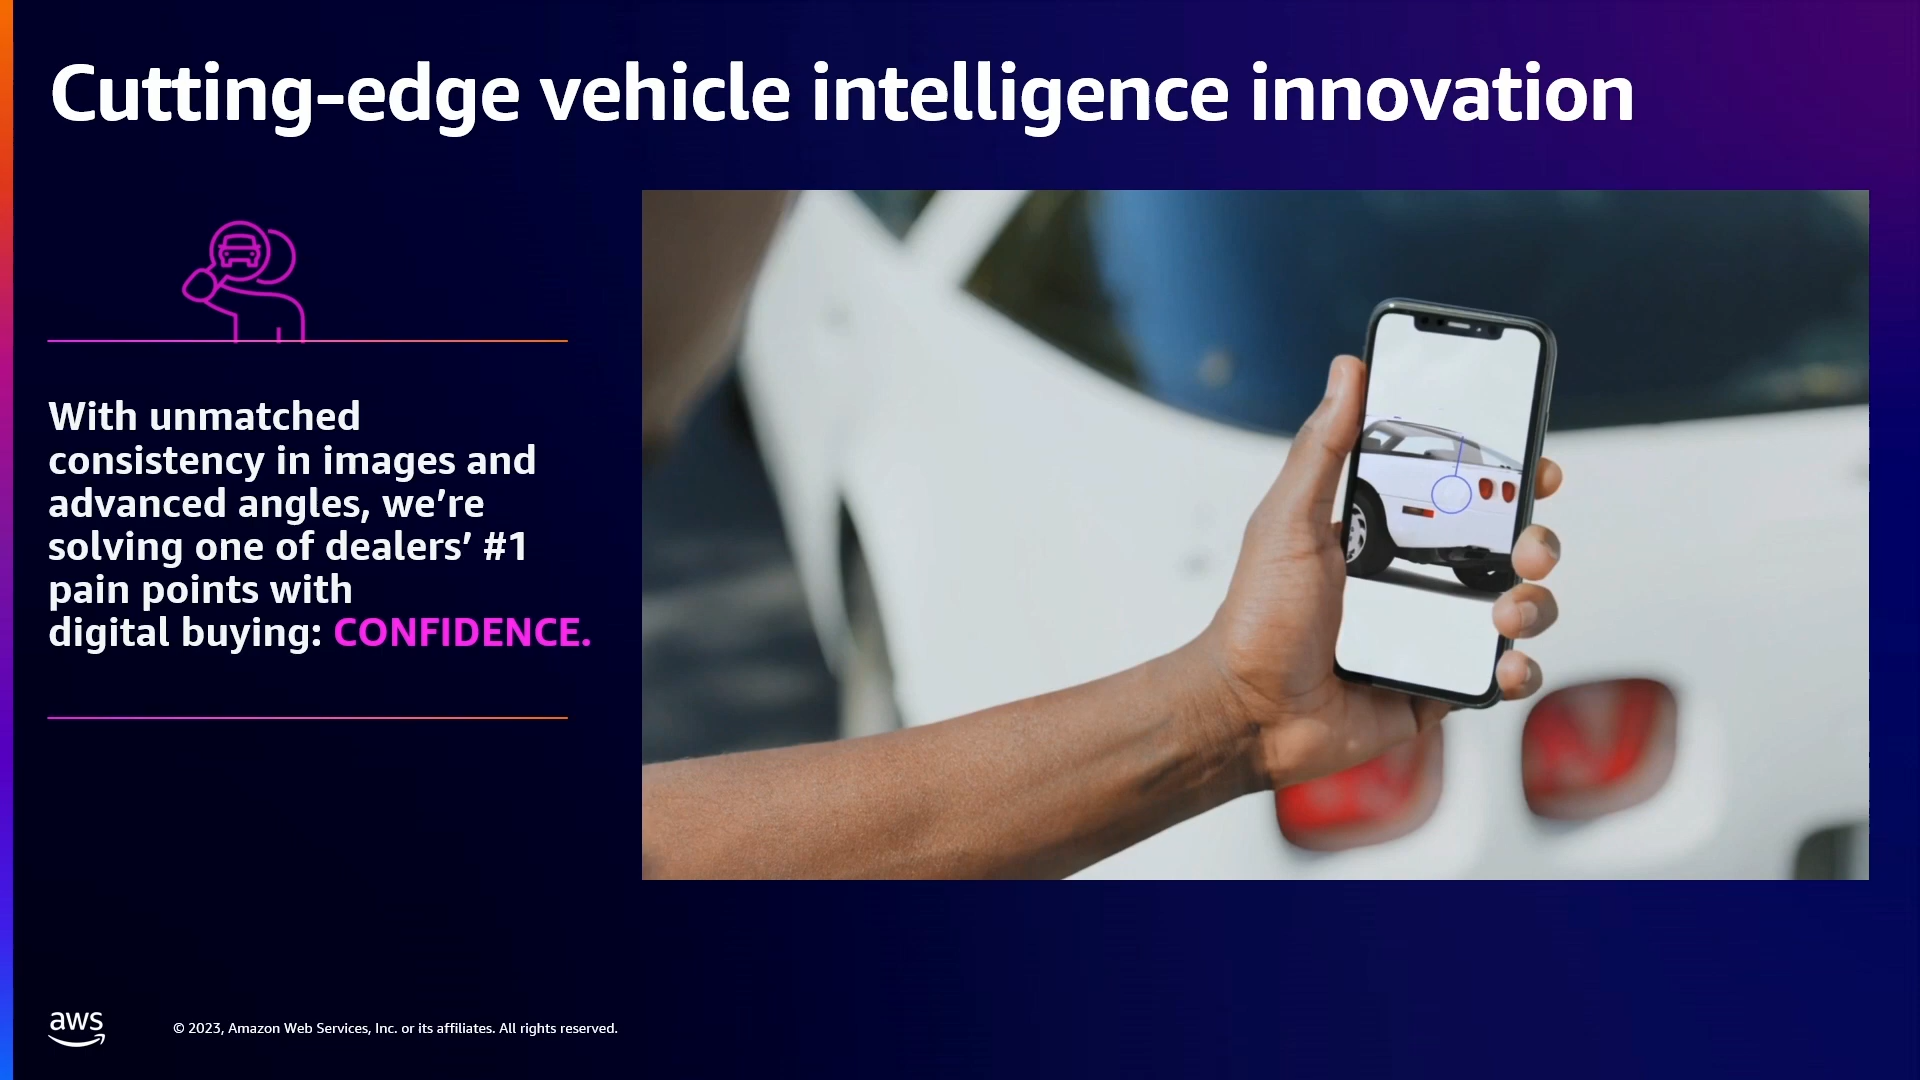 Cutting-edge vehicle intelligence innovation
With unmatched
consistency in images and
advanced angles, we’re
solving one of dealers’ #1
pain points with
digital buying: CONFIDENCE.
aws
© 2023, Amazon Web Services, Inc. or its affiliates. All rights reserved.